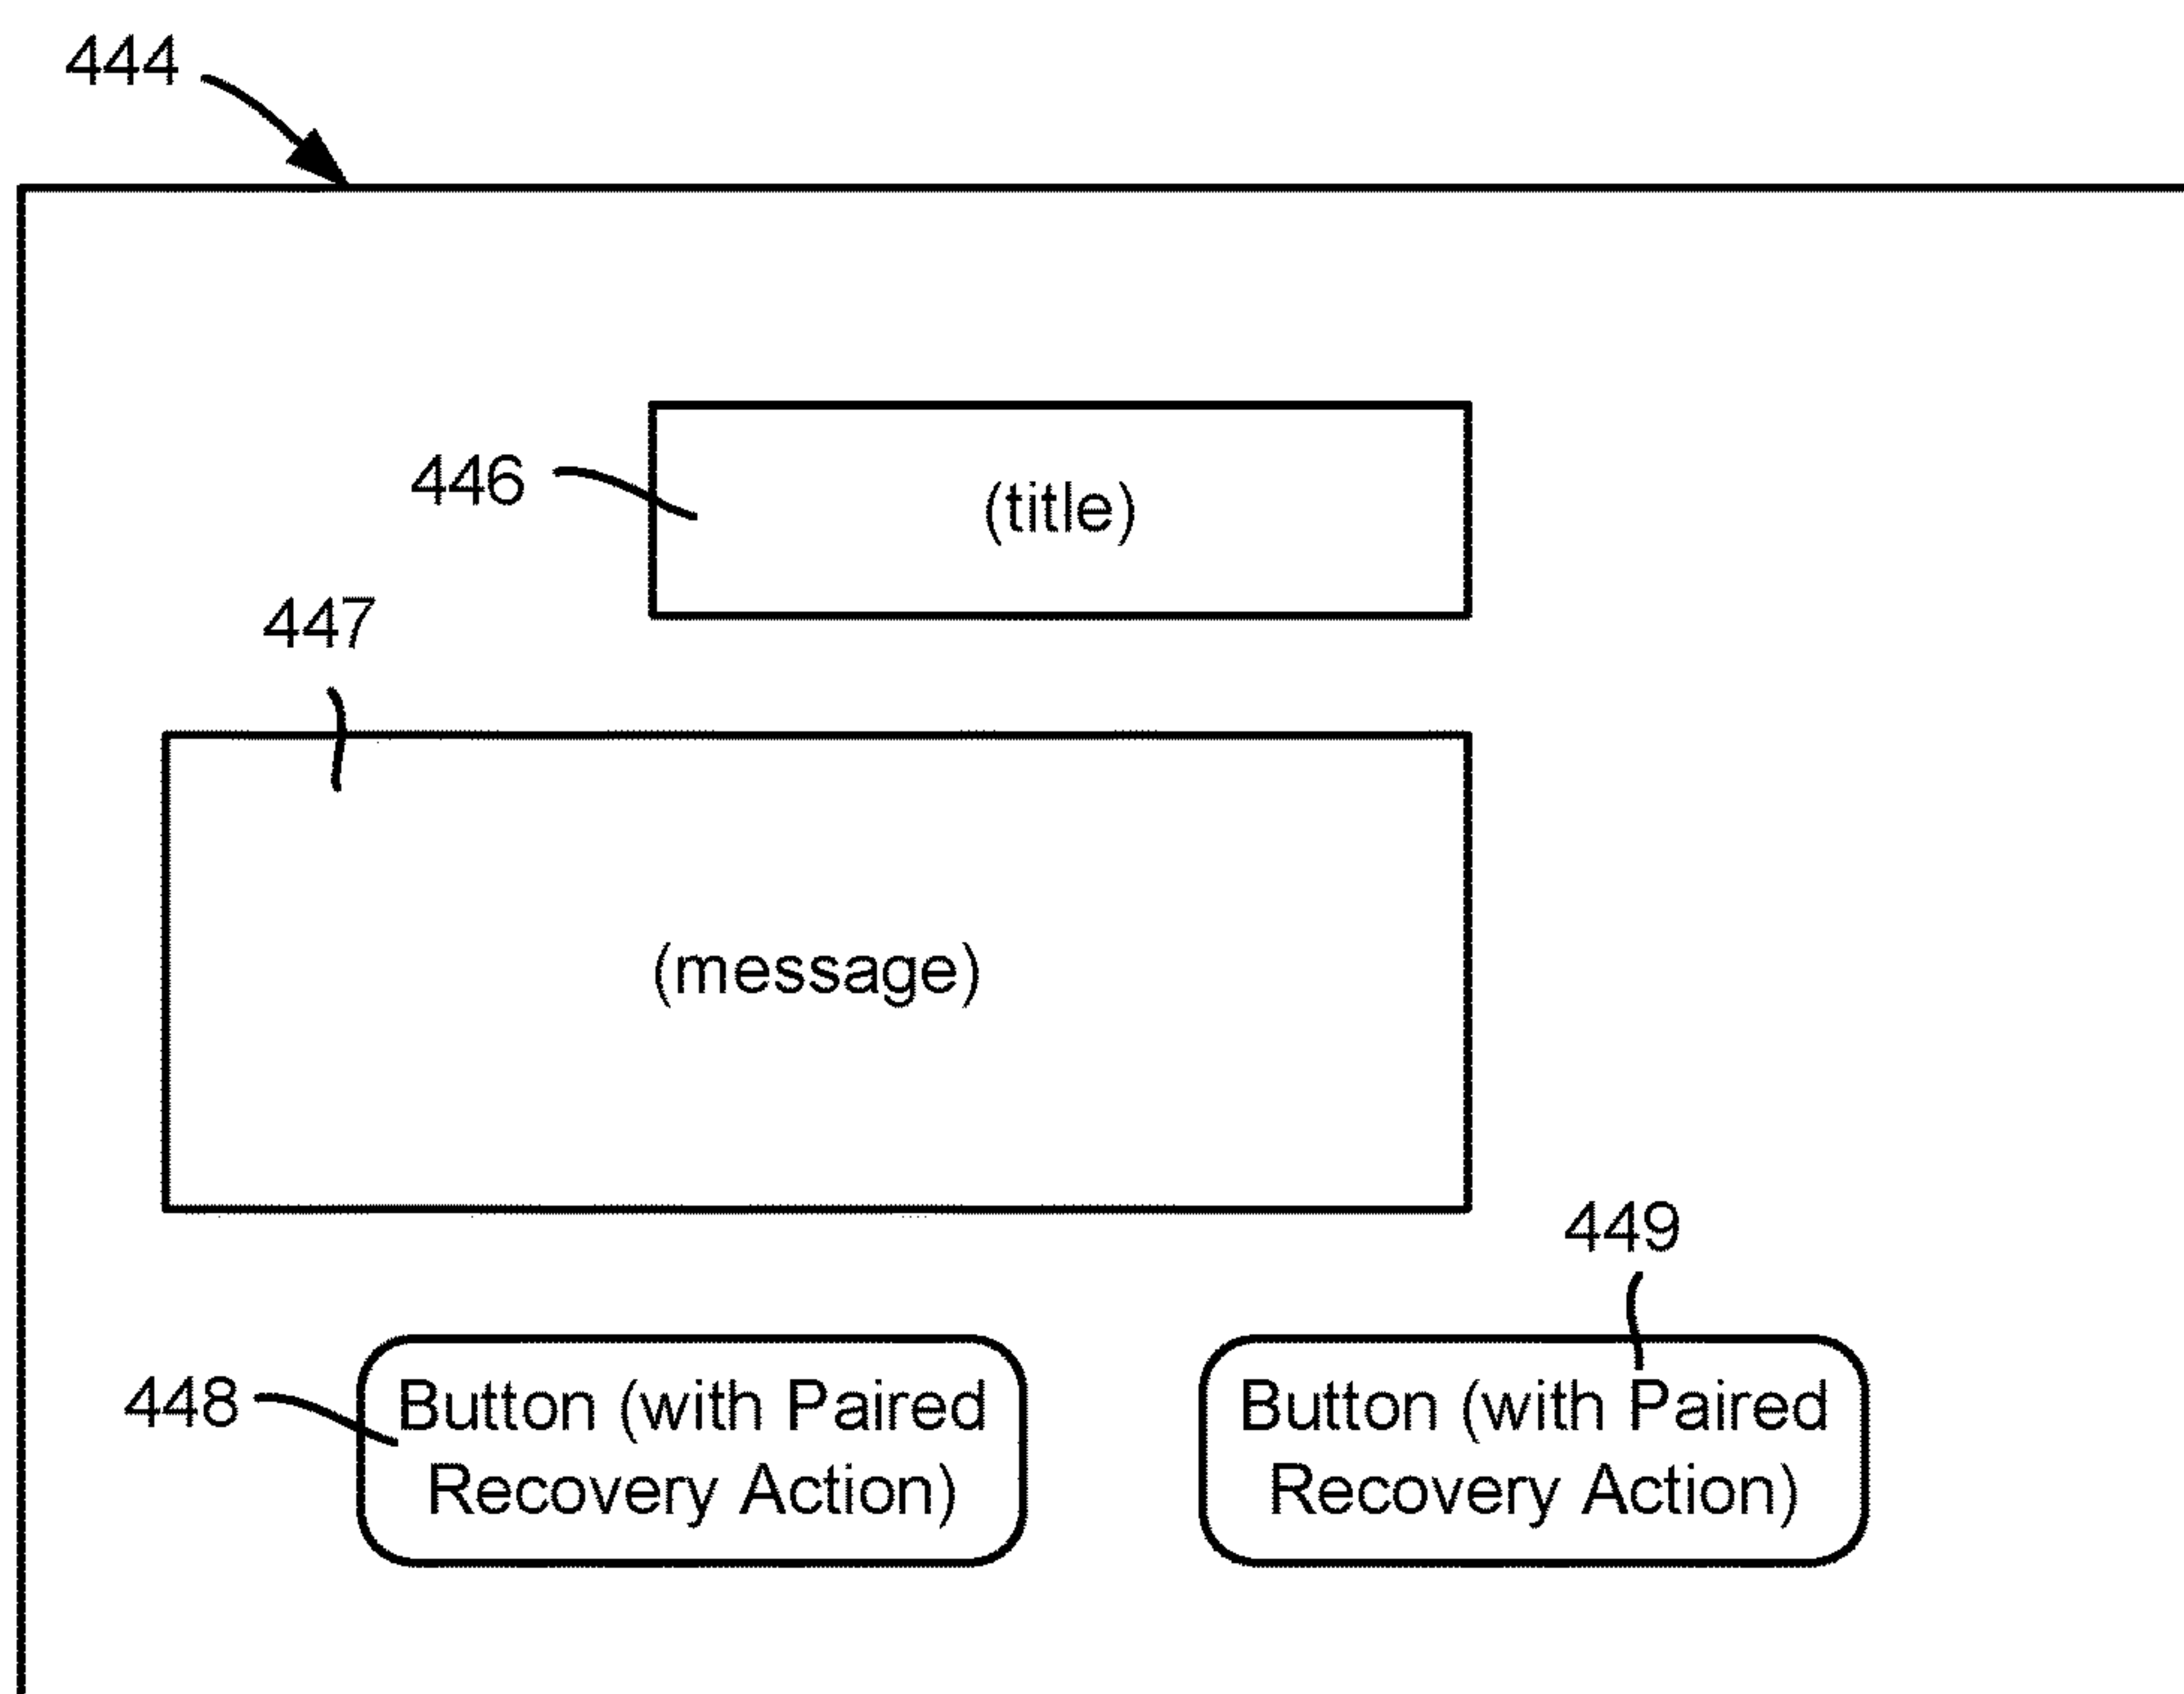 444
446
(title)
447
(message)
449
448
Button (with Paired
Recovery Action)
Button (with Paired
Recovery Action)